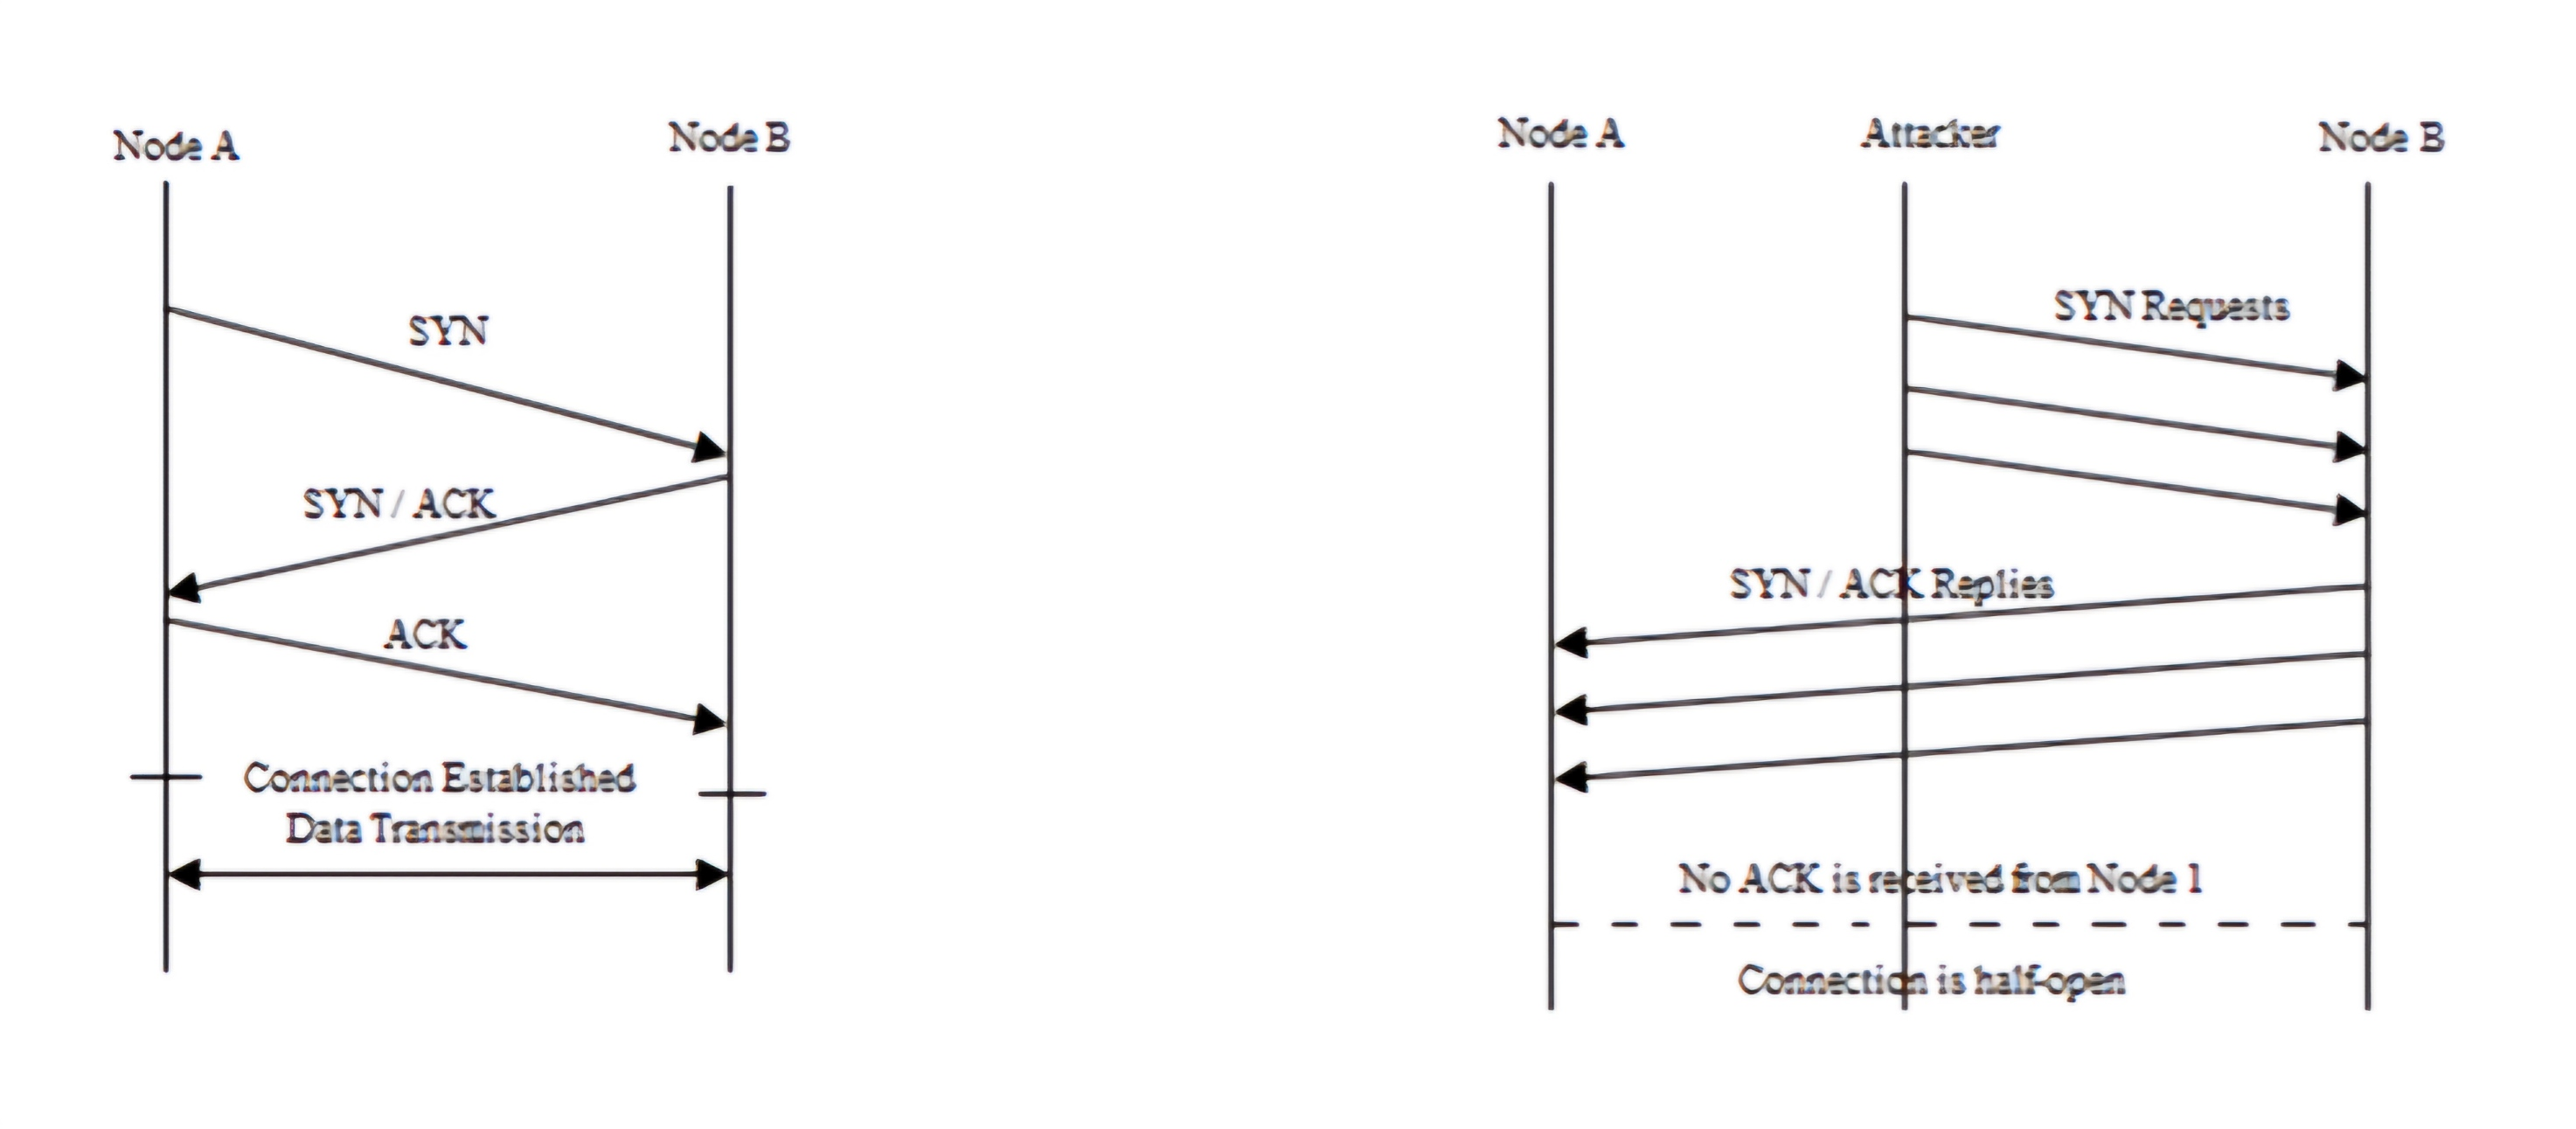 Node A
Node B
SYN
SYN / ACK
ACK
Connection Established
Data Transmission
Node A
Attacker
Node B
SYN Requests
SYN / ACK Replies
No ACK is received from Node 1
Connection is half-open